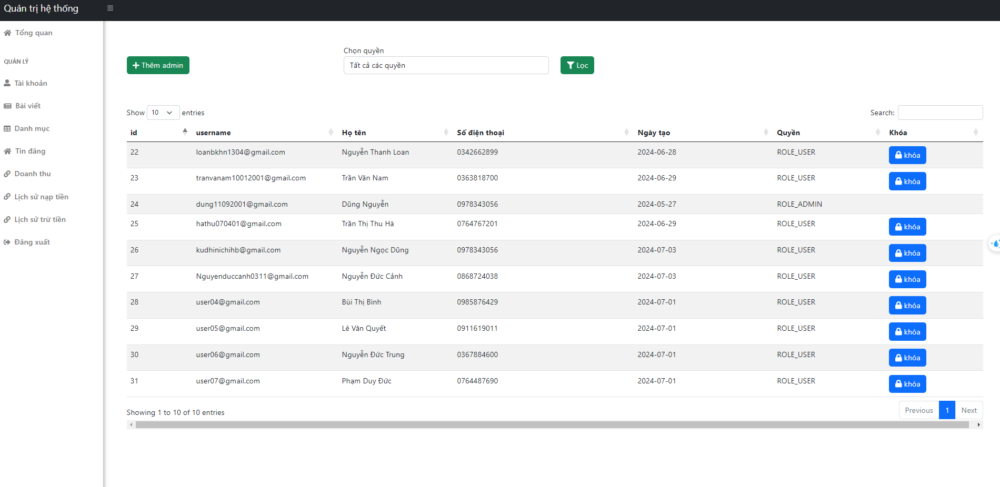 Quản trị hệ thống
Tổng quan
QUẢN LÝ
Tài khoản
Bài viết
Danh mục
Tin đăng
Doanh thu
Lịch sử nạp tiền
Lịch sử trừ tiền
Đăng xuất
Chọn quyền
Thêm admin
Tất cả các quyền
Lọc
Show 10 entries
Search:
id username Họ tên Số điện thoại Ngày tạo Quyền Khóa
22 loanbkhn1304@gmail.com Nguyễn Thanh Loan 0342662899 2024-06-28 ROLE_USER khóa
23 tranvanam10012001@gmail.com Trần Văn Nam 0363818700 2024-06-29 ROLE_USER khóa
24 dung11092001@gmail.com Dũng Nguyễn 0978343056 2024-05-27 ROLE_ADMIN
25 hathu070401@gmail.com Trần Thị Thu Hà 0764767201 2024-06-29 ROLE_USER khóa
26 kudhinichihb@gmail.com Nguyễn Ngọc Dũng 0978343056 2024-07-03 ROLE_USER khóa
27 Nguyenduccanh0311@gmail.com Nguyễn Đức Cảnh 0868724038 2024-07-03 ROLE_USER khóa
28 user04@gmail.com Bùi Thị Bình 0985876429 2024-07-01 ROLE_USER khóa
29 user05@gmail.com Lê Văn Quyết 0911619011 2024-07-01 ROLE_USER khóa
30 user06@gmail.com Nguyễn Đức Trung 0367884600 2024-07-01 ROLE_USER khóa
31 user07@gmail.com Phạm Duy Đức 0764487690 2024-07-01 ROLE_USER khóa
Showing 1 to 10 of 10 entries
Previous 1 Next